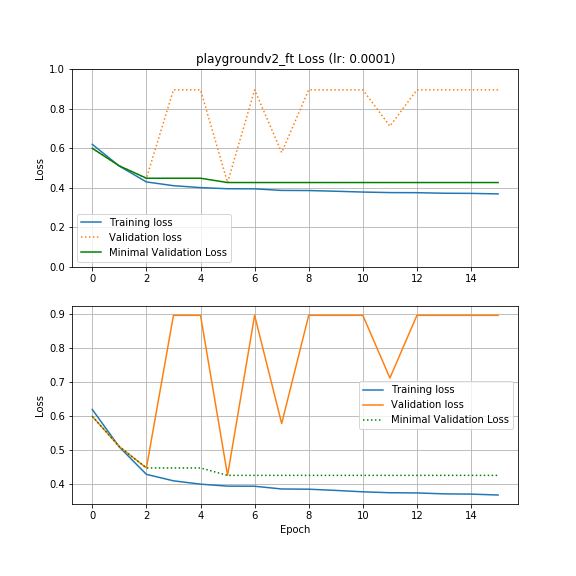 playgroundv2_ft Loss (lr: 0.0001)
1.0
0.8
0.6
0.4
0.2
0.0
Loss
Training loss
Validation loss
Minimal Validation Loss
0 2 4 6 8 10 12 14
0.9
0.8
0.7
0.6
0.5
0.4
Loss
Training loss
Validation loss
Minimal Validation Loss
0 2 4 6 8 10 12 14
Epoch